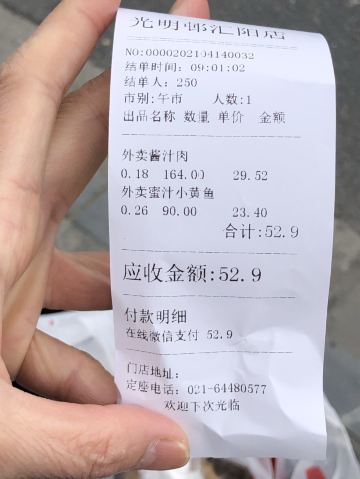 光明邨汇阳店
NO:0000202104140032
结单时间: 09:01:02
结单人: 250
市别:午市 人数:1
出品名称 数量 单价 金额
外卖酱汁肉
0.18 164.00 29.52
外卖蜜汁小黄鱼
0.26 90.00 23.40
合计:52.9
应收金额:52.9
付款明细
在线微信支付 52.9
门店地址:
定座电话: 021-64480577
欢迎下次光临